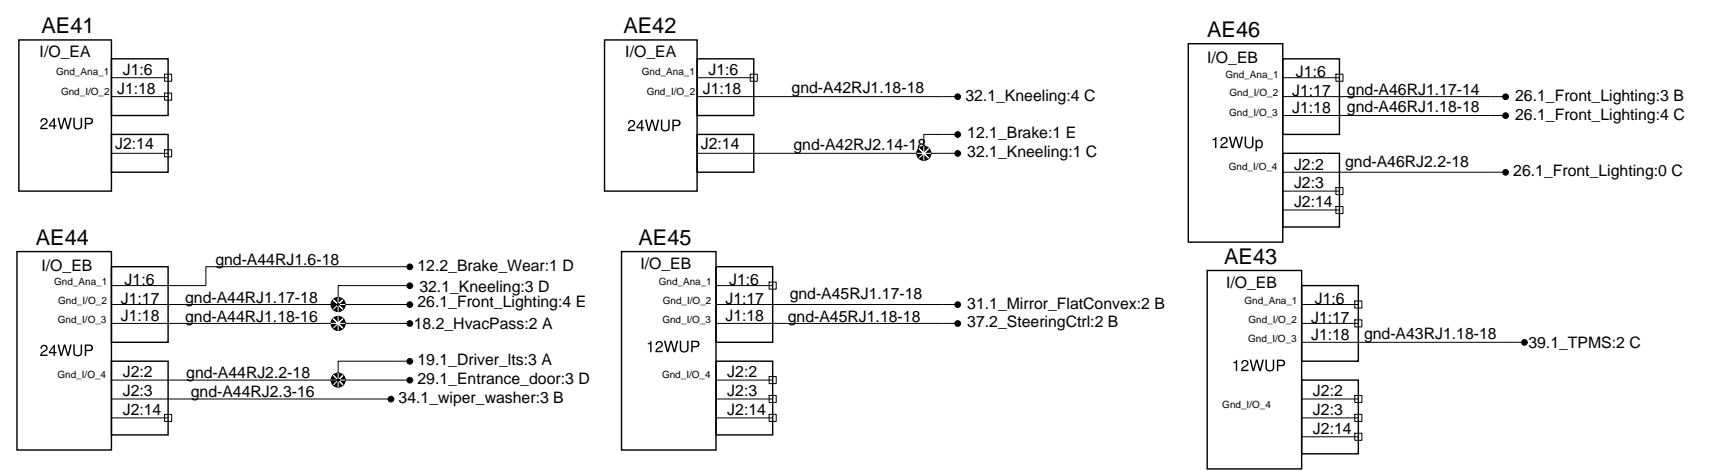 AE41
I/O_EA
Gnd_Ana_1 J1:6
Gnd_I/O_2 J1:18
24WUP
J2:14
AE42
I/O_EA
Gnd_Ana_1 J1:6
Gnd_I/O_2 J1:18 gnd-A42RJ1.18-18 32.1_Kneeling:4 C
24WUP
12.1_Brake:1 E
J2:14 gnd-A42RJ2.14-18 32.1_Kneeling:1 C
AE46
I/O_EB
Gnd_Ana_1 J1:6
Gnd_I/O_2 J1:17 gnd-A46RJ1.17-14 26.1_Front_Lighting:3 B
Gnd_I/O_3 J1:18 gnd-A46RJ1.18-18 26.1_Front_Lighting:4 C
12WUp
Gnd_I/O_4 J2:2 gnd-A46RJ2.2-18 26.1_Front_Lighting:0 C
J2:3
J2:14
AE44
I/O_EB
gnd-A44RJ1.6-18 12.2_Brake_Wear:1 D
Gnd_Ana_1 J1:6
32.1_Kneeling:3 D
Gnd_I/O_2 J1:17 gnd-A44RJ1.17-18 26.1_Front_Lighting:4 E
Gnd_I/O_3 J1:18 gnd-A44RJ1.18-16 18.2_HvacPass:2 A
24WUP
19.1_Driver_lts:3 A
Gnd_I/O_4 J2:2 gnd-A44RJ2.2-18 29.1_Entrance_door:3 D
J2:3 gnd-A44RJ2.3-16 34.1_wiper_washer:3 B
J2:14
AE45
I/O_EB
Gnd_Ana_1 J1:6
Gnd_I/O_2 J1:17 gnd-A45RJ1.17-18 31.1_Mirror_FlatConvex:2 B
Gnd_I/O_3 J1:18 gnd-A45RJ1.18-18 37.2_SteeringCtrl:2 B
12WUP
Gnd_I/O_4 J2:2
J2:3
J2:14
AE43
I/O_EB
Gnd_Ana_1 J1:6
Gnd_I/O_2 J1:17
Gnd_I/O_3 J1:18 gnd-A43RJ1.18-18 39.1_TPMS:2 C
12WUP
J2:2
Gnd_I/O_4 J2:3
J2:14